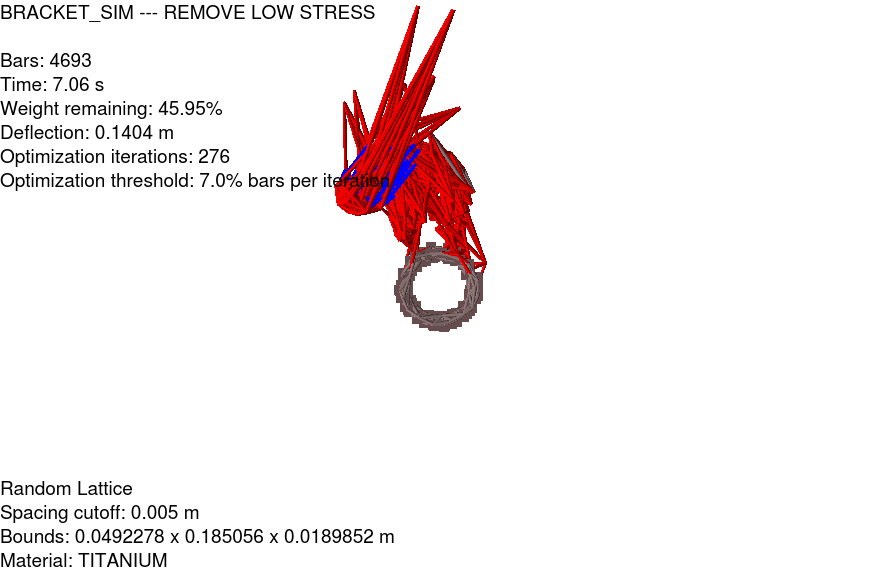 BRACKET_SIM --- REMOVE LOW STRESS
Bars: 4693
Time: 7.06 s
Weight remaining: 45.95%
Deflection: 0.1404 m
Optimization iterations: 276
Optimization threshold: 7.0% bars per iteration
Random Lattice
Spacing cutoff: 0.005 m
Bounds: 0.0492278 x 0.185056 x 0.0189852 m
Material: TITANIUM